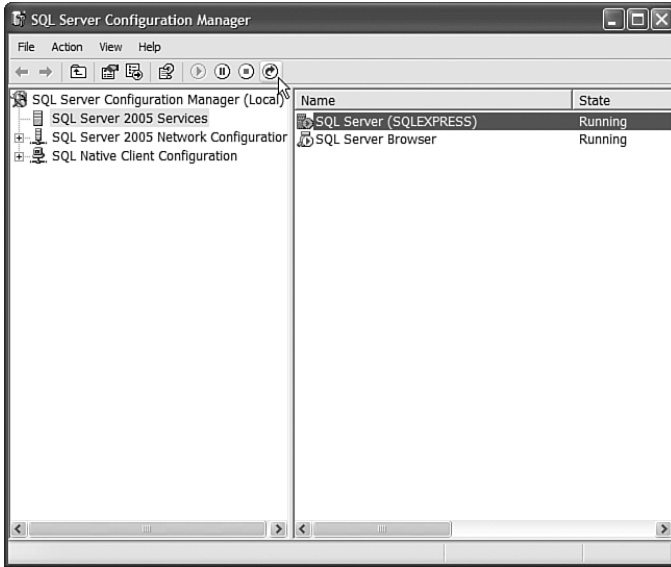 SQL Server Configuration Manager
File Action View Help
SQL Server Configuration Manager (Local)
SQL Server 2005 Services
SQL Server 2005 Network Configuration
SQL Native Client Configuration
Name State
SQL Server (SQLEXPRESS) Running
SQL Server Browser Running